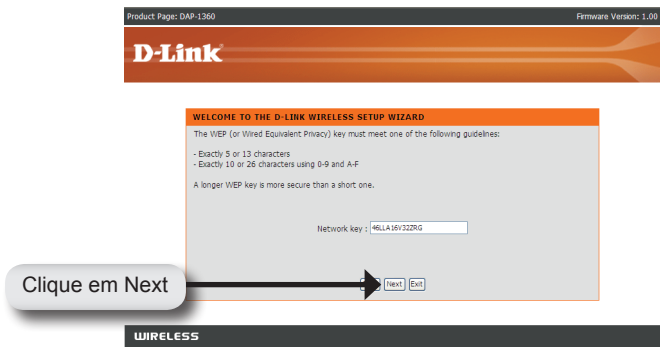 Product Page: DAP-1360 Firmware Version: 1.00
D-Link
WELCOME TO THE D-LINK WIRELESS SETUP WIZARD
The WEP (or Wired Equivalent Privacy) key must meet one of the following guidelines:
- Exactly 5 or 13 characters
- Exactly 10 or 26 characters using 0-9 and A-F
A longer WEP key is more secure than a short one.
Network key : 46LLA16V32ZRG
Clique em Next
Next Exit
WIRELESS